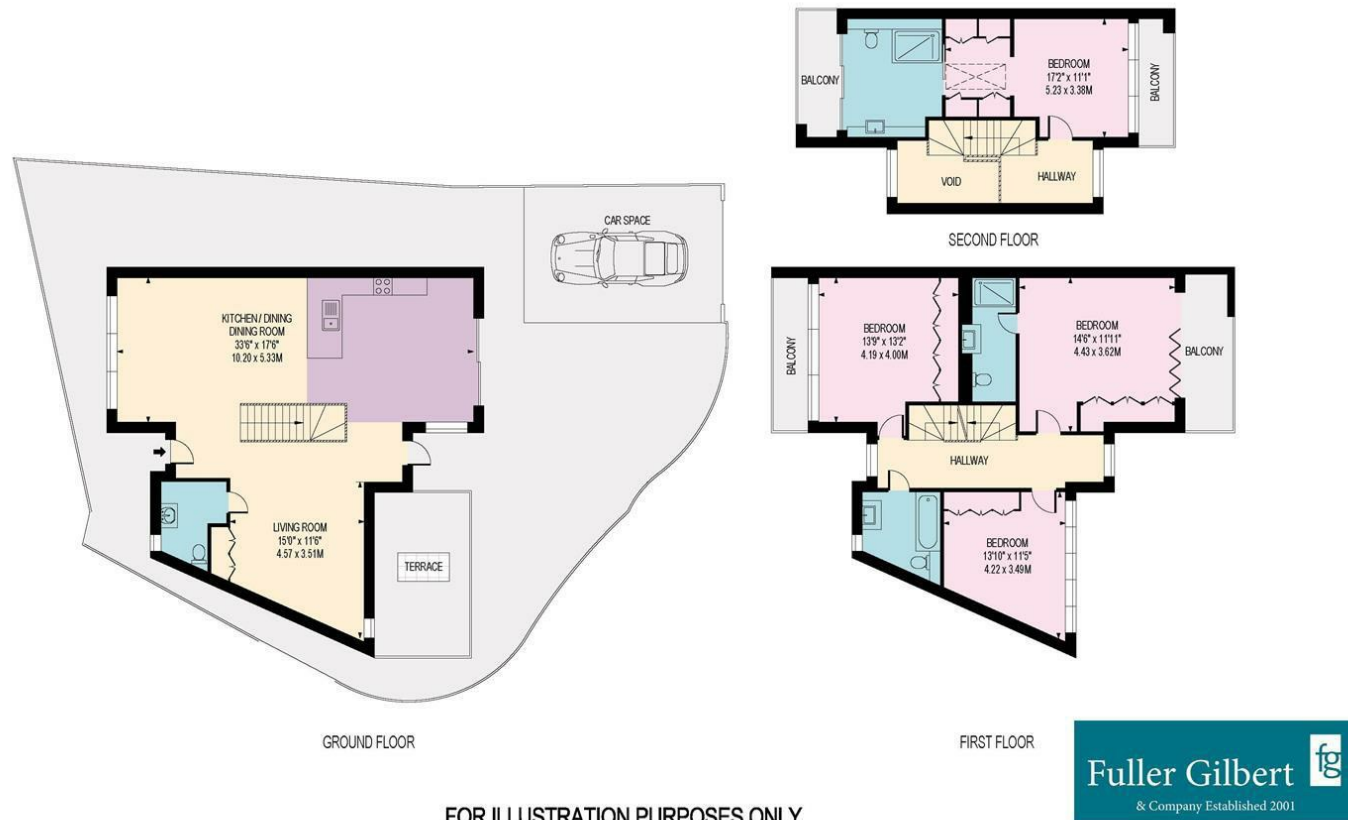 BALCONY
BEDROOM
17'2" x 11'1"
5.23 x 3.38M
BALCONY
VOID
HALLWAY
SECOND FLOOR
CAR SPACE
KITCHEN / DINING
DINING ROOM
33'6" x 17'6"
10.20 x 5.33M
LIVING ROOM
15'0" x 11'6"
4.57 x 3.51M
TERRACE
GROUND FLOOR
BALCONY
BEDROOM
13'9" x 13'2"
4.19 x 4.00M
BEDROOM
14'6" x 11'11"
4.43 x 3.62M
BALCONY
HALLWAY
BEDROOM
13'10" x 11'5"
4.22 x 3.49M
FIRST FLOOR
Fuller Gilbert fg
& Company Established 2001
FOR ILLUSTRATION PURPOSES ONLY